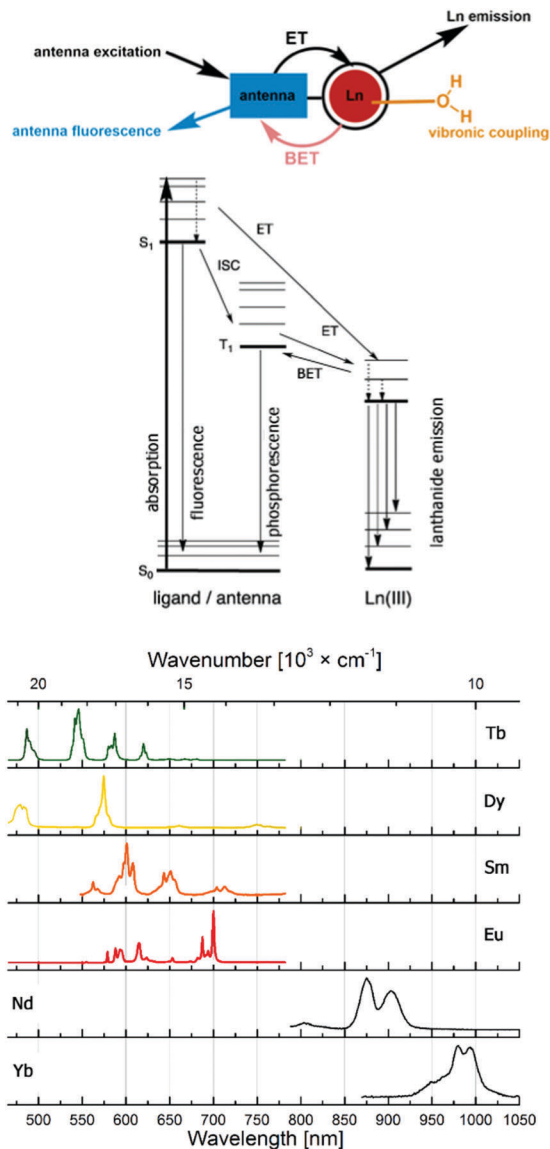 Ln emission
ET
antenna excitation
antenna
Ln
H
O
H
antenna fluorescence
vibronic coupling
BET
S1
ET
ISC
ET
T1
BET
absorption
fluorescence
phosphorescence
lanthanide emission
S0
ligand / antenna
Ln(III)
Wavenumber [10³ × cm⁻¹]
20 15 10
Tb
Dy
Sm
Eu
Nd
Yb
500 550 600 650 700 750 800 850 900 950 1000 1050
Wavelength [nm]